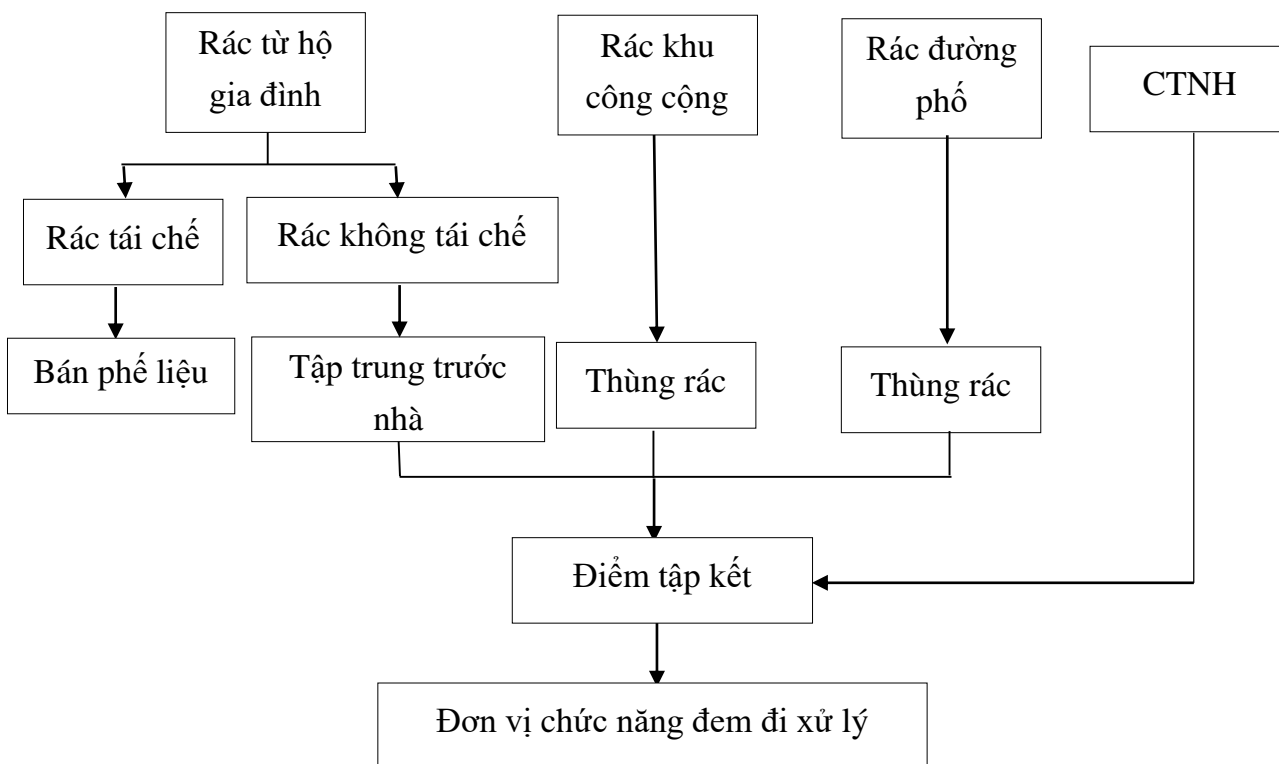 Rác từ hộ
gia đình
Rác khu
công cộng
Rác đường
phố
CTNH
Rác tái chế
Rác không tái chế
Bán phế liệu
Tập trung trước
nhà
Thùng rác
Thùng rác
Điểm tập kết
Đơn vị chức năng đem đi xử lý